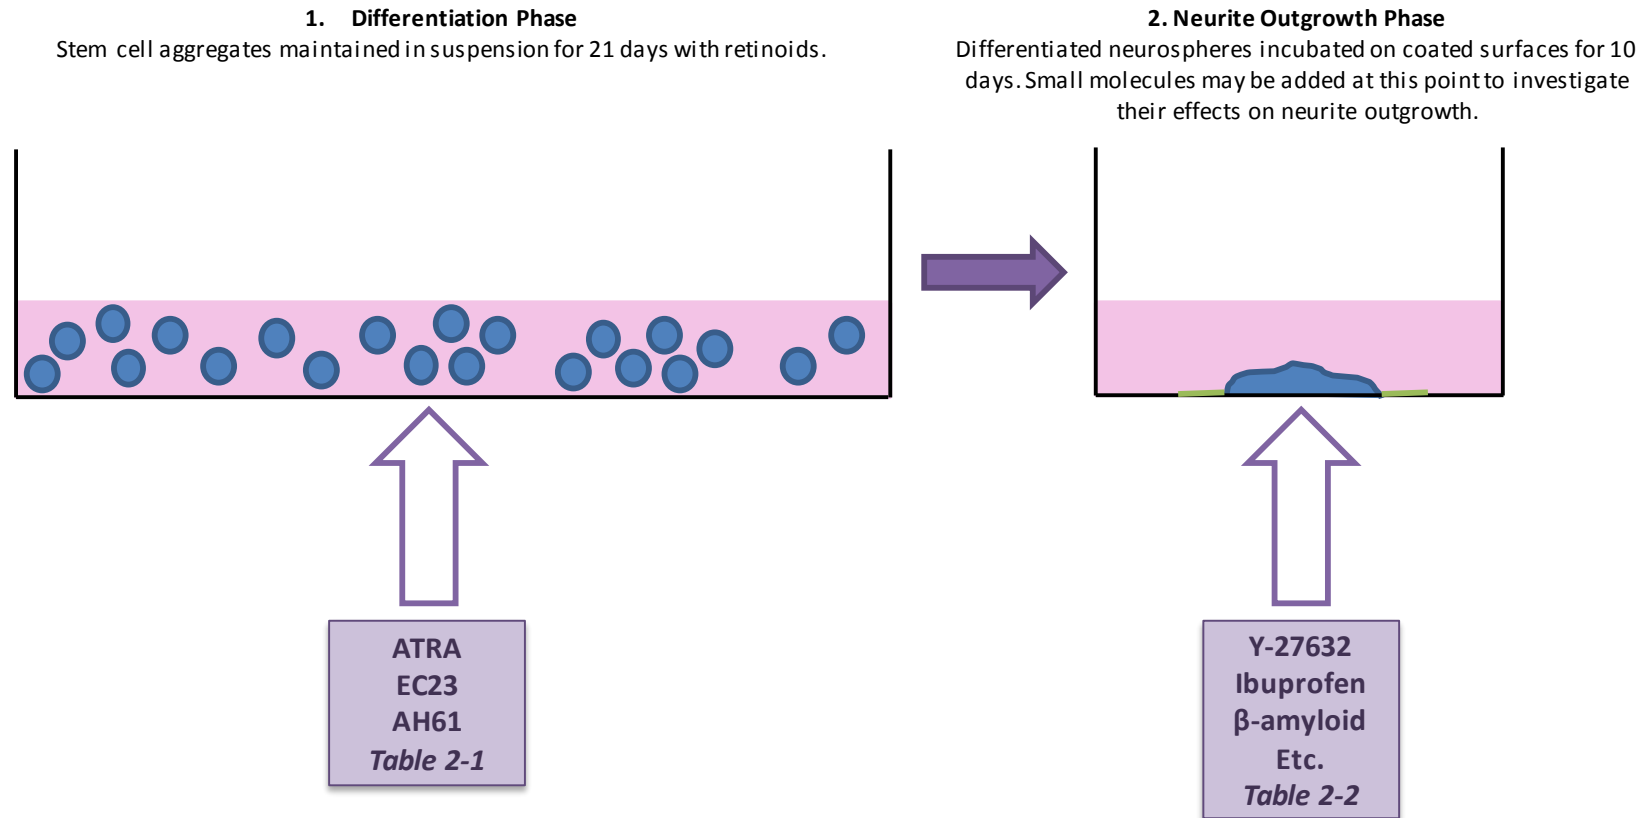 1. Differentiation Phase
Stem cell aggregates maintained in suspension for 21 days with retinoids.
2. Neurite Outgrowth Phase
Differentiated neurospheres incubated on coated surfaces for 10
days. Small molecules may be added at this point to investigate
their effects on neurite outgrowth.
ATRA
EC23
AH61
Table 2-1
Y-27632
Ibuprofen
β-amyloid
Etc.
Table 2-2